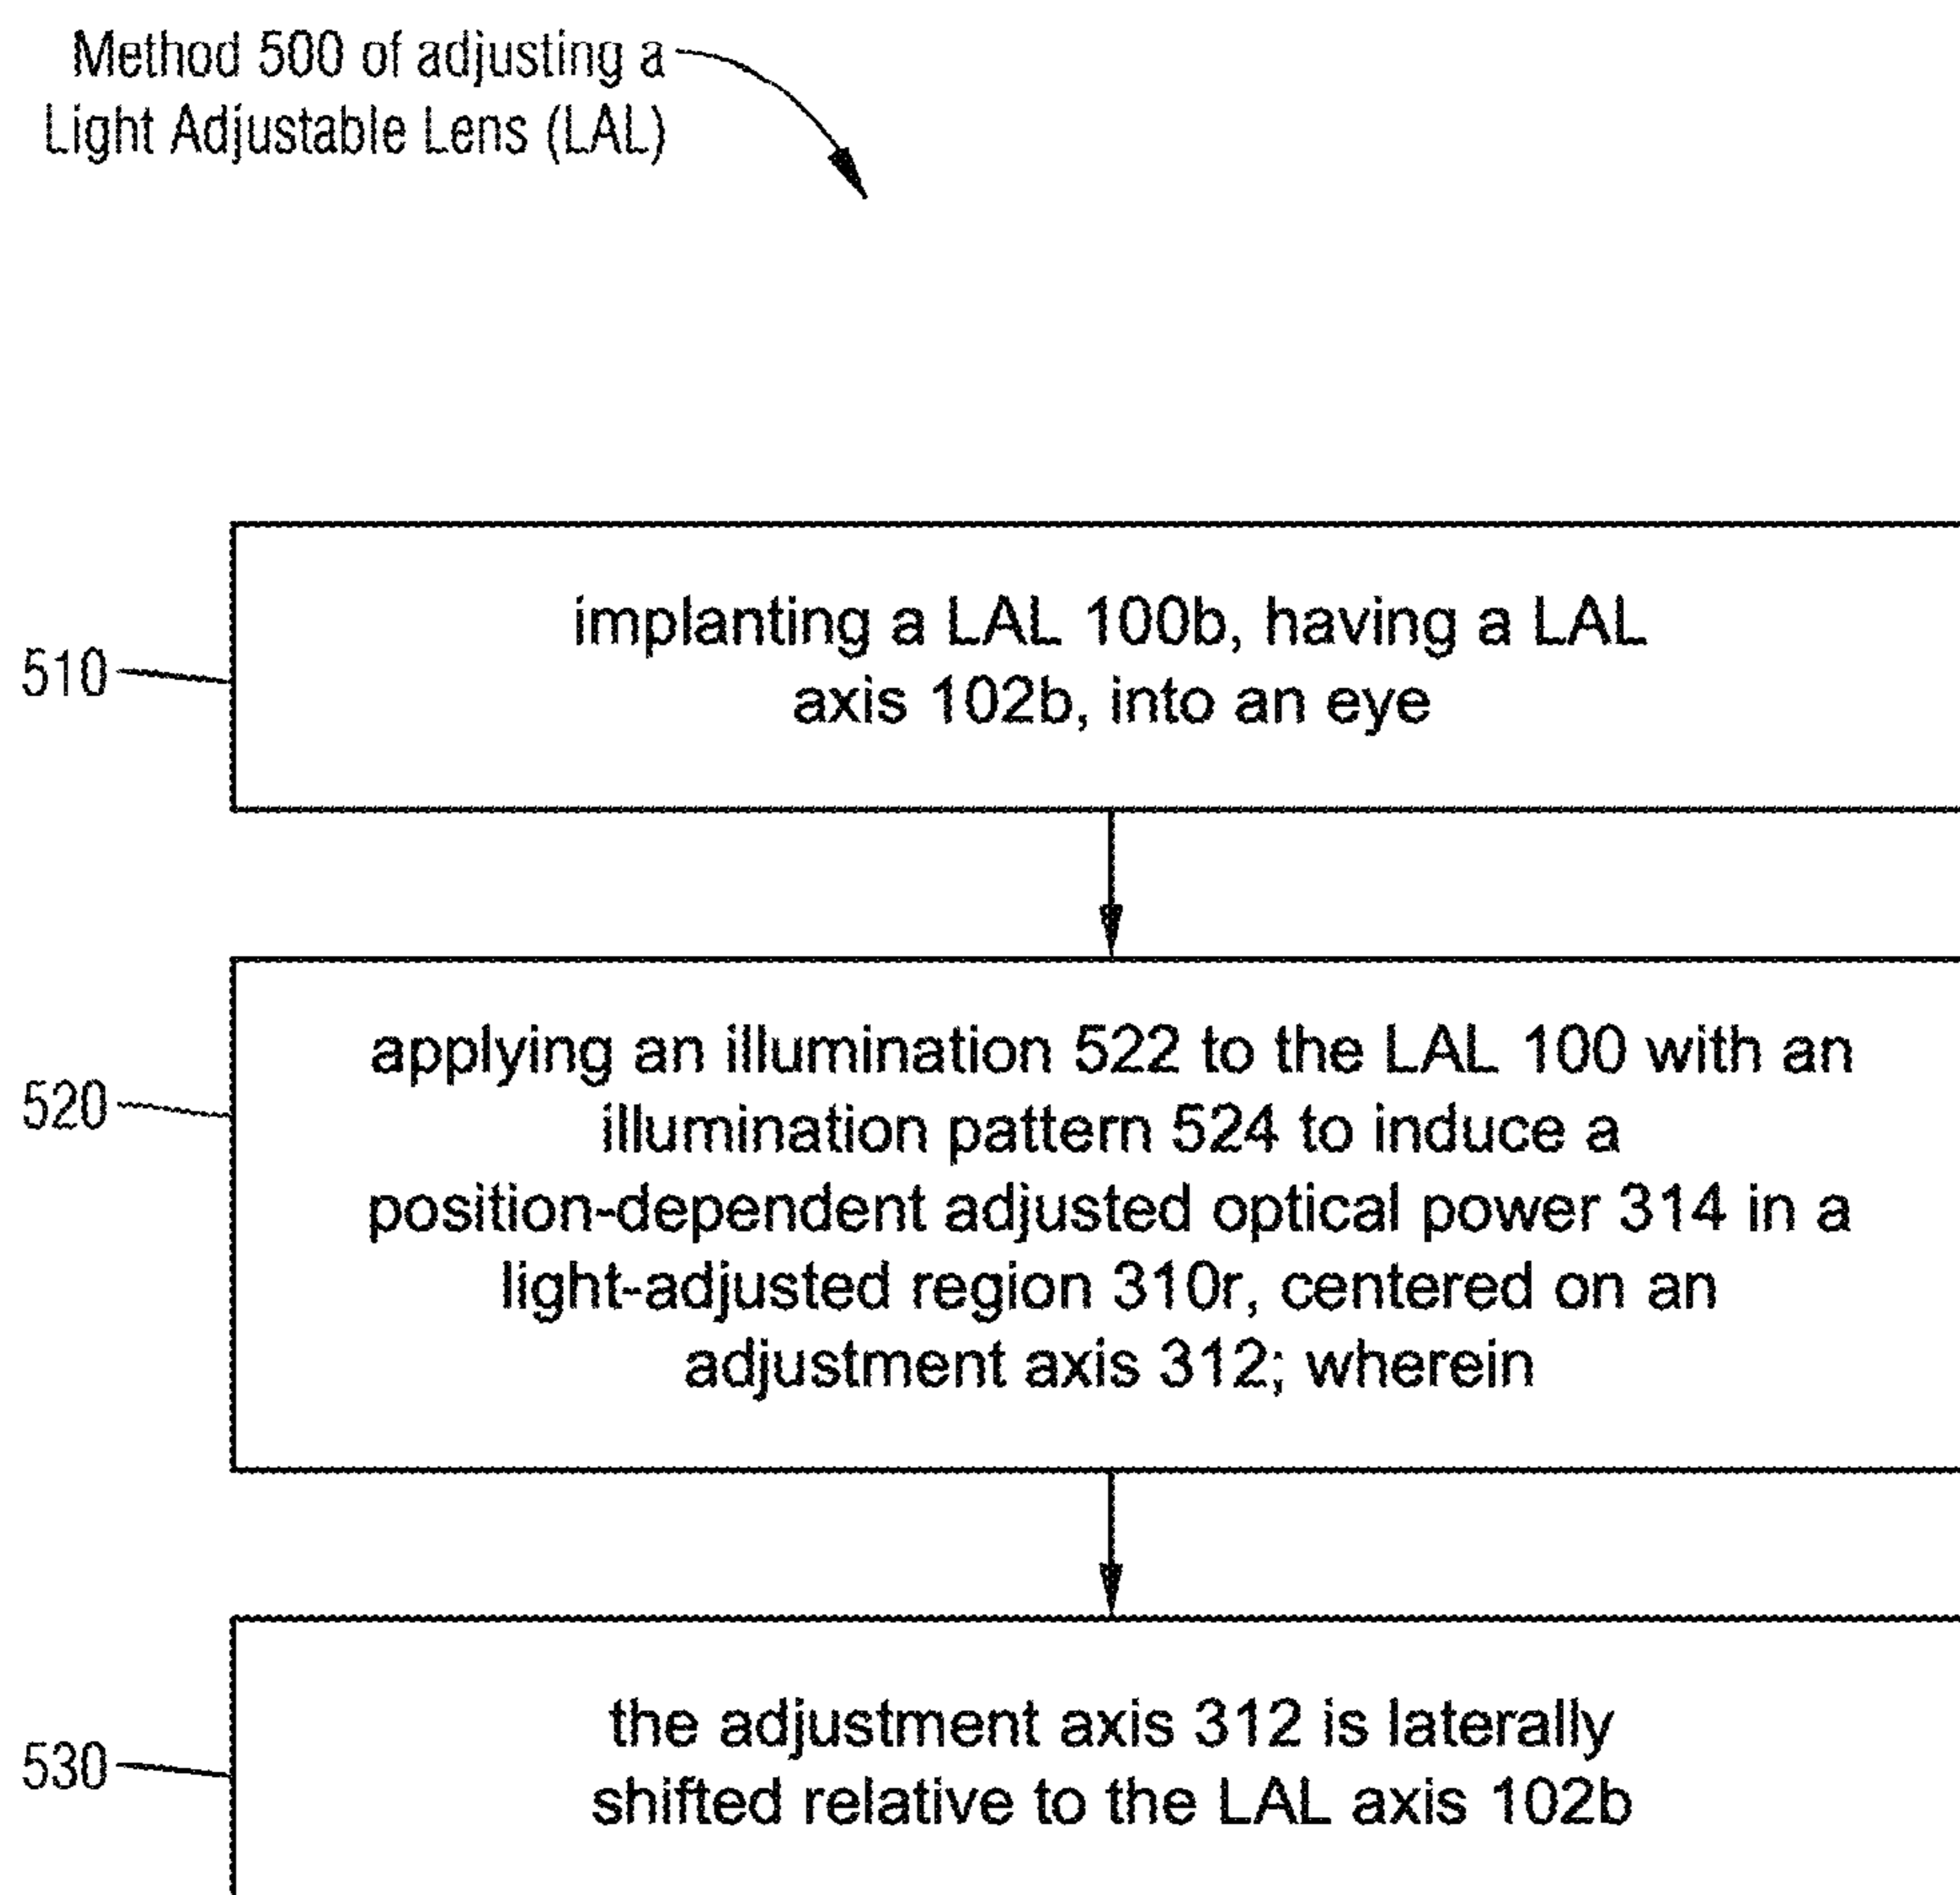 Method 500 of adjusting a
Light Adjustable Lens (LAL)
510
implanting a LAL 100b, having a LAL
axis 102b, into an eye
520
applying an illumination 522 to the LAL 100 with an
illumination pattern 524 to induce a
position-dependent adjusted optical power 314 in a
light-adjusted region 310r, centered on an
adjustment axis 312; wherein
530
the adjustment axis 312 is laterally
shifted relative to the LAL axis 102b